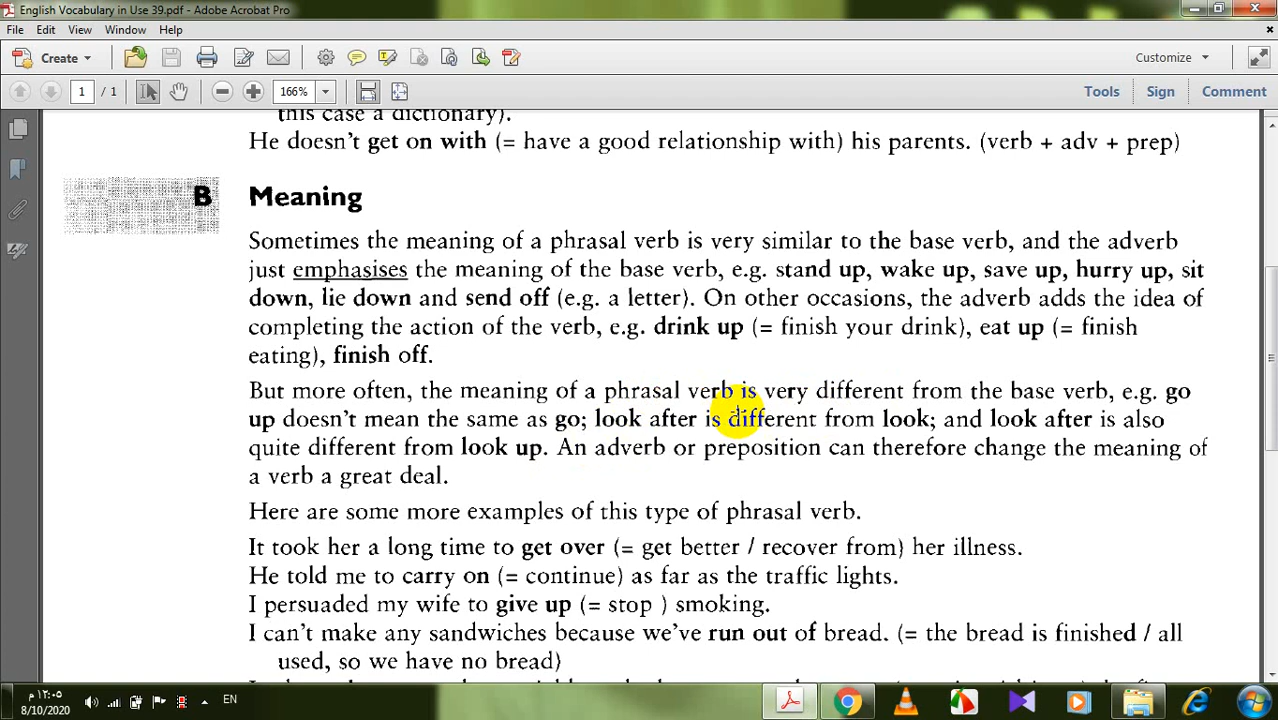 English Vocabulary in Use 39.pdf - Adobe Acrobat Pro
File Edit View Window Help
Create Customize
1 / 1 166% Tools Sign Comment
this case a dictionary).
He doesn't get on with (= have a good relationship with) his parents. (verb + adv + prep)
B Meaning
Sometimes the meaning of a phrasal verb is very similar to the base verb, and the adverb
just emphasises the meaning of the base verb, e.g. stand up, wake up, save up, hurry up, sit
down, lie down and send off (e.g. a letter). On other occasions, the adverb adds the idea of
completing the action of the verb, e.g. drink up (= finish your drink), eat up (= finish
eating), finish off.
But more often, the meaning of a phrasal verb is very different from the base verb, e.g. go
up doesn't mean the same as go; look after is different from look; and look after is also
quite different from look up. An adverb or preposition can therefore change the meaning of
a verb a great deal.
Here are some more examples of this type of phrasal verb.
It took her a long time to get over (= get better / recover from) her illness.
He told me to carry on (= continue) as far as the traffic lights.
I persuaded my wife to give up (= stop ) smoking.
I can't make any sandwiches because we've run out of bread. (= the bread is finished / all
used, so we have no bread)
م ١٢:٠٥
8/10/2020
EN